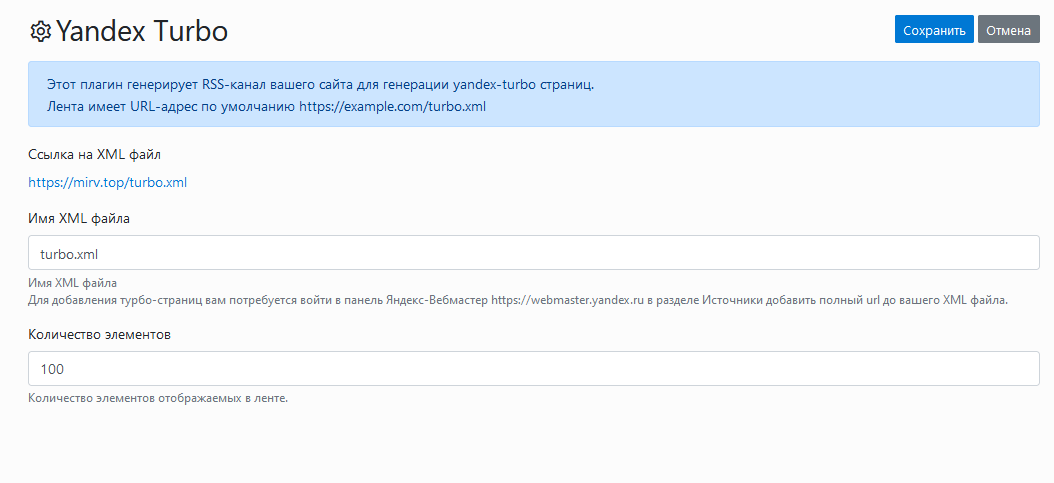 Yandex Turbo
Сохранить
Отмена
Этот плагин генерирует RSS-канал вашего сайта для генерации yandex-turbo страниц.
Лента имеет URL-адрес по умолчанию https://example.com/turbo.xml
Ссылка на XML файл
https://mirv.top/turbo.xml
Имя XML файла
turbo.xml
Имя XML файла
Для добавления турбо-страниц вам потребуется войти в панель Яндекс-Вебмастер https://webmaster.yandex.ru в разделе Источники добавить полный url до вашего XML файла.
Количество элементов
100
Количество элементов отображаемых в ленте.